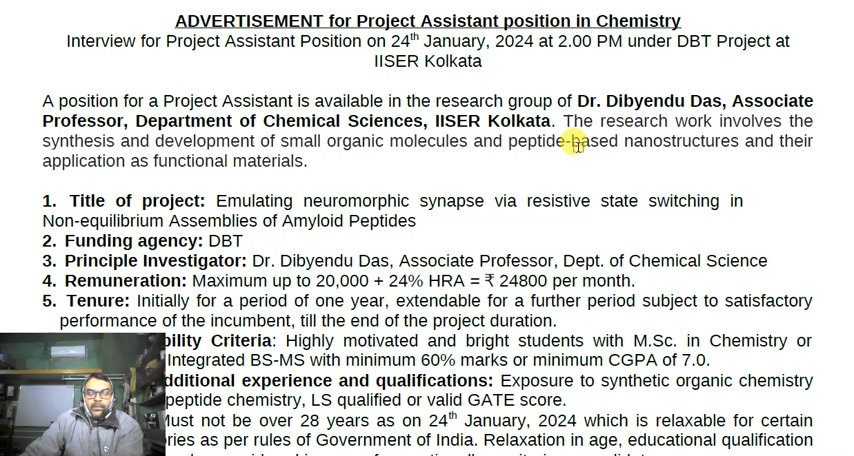 ADVERTISEMENT for Project Assistant position in Chemistry
Interview for Project Assistant Position on 24th January, 2024 at 2.00 PM under DBT Project at
IISER Kolkata
A position for a Project Assistant is available in the research group of Dr. Dibyendu Das, Associate
Professor, Department of Chemical Sciences, IISER Kolkata. The research work involves the
synthesis and development of small organic molecules and peptide-based nanostructures and their
application as functional materials.
1. Title of project: Emulating neuromorphic synapse via resistive state switching in
Non-equilibrium Assemblies of Amyloid Peptides
2. Funding agency: DBT
3. Principle Investigator: Dr. Dibyendu Das, Associate Professor, Dept. of Chemical Science
4. Remuneration: Maximum up to 20,000 + 24% HRA = ₹ 24800 per month.
5. Tenure: Initially for a period of one year, extendable for a further period subject to satisfactory
performance of the incumbent, till the end of the project duration.
bility Criteria: Highly motivated and bright students with M.Sc. in Chemistry or
Integrated BS-MS with minimum 60% marks or minimum CGPA of 7.0.
dditional experience and qualifications: Exposure to synthetic organic chemistry
peptide chemistry, LS qualified or valid GATE score.
Must not be over 28 years as on 24th January, 2024 which is relaxable for certain
ries as per rules of Government of India. Relaxation in age, educational qualification